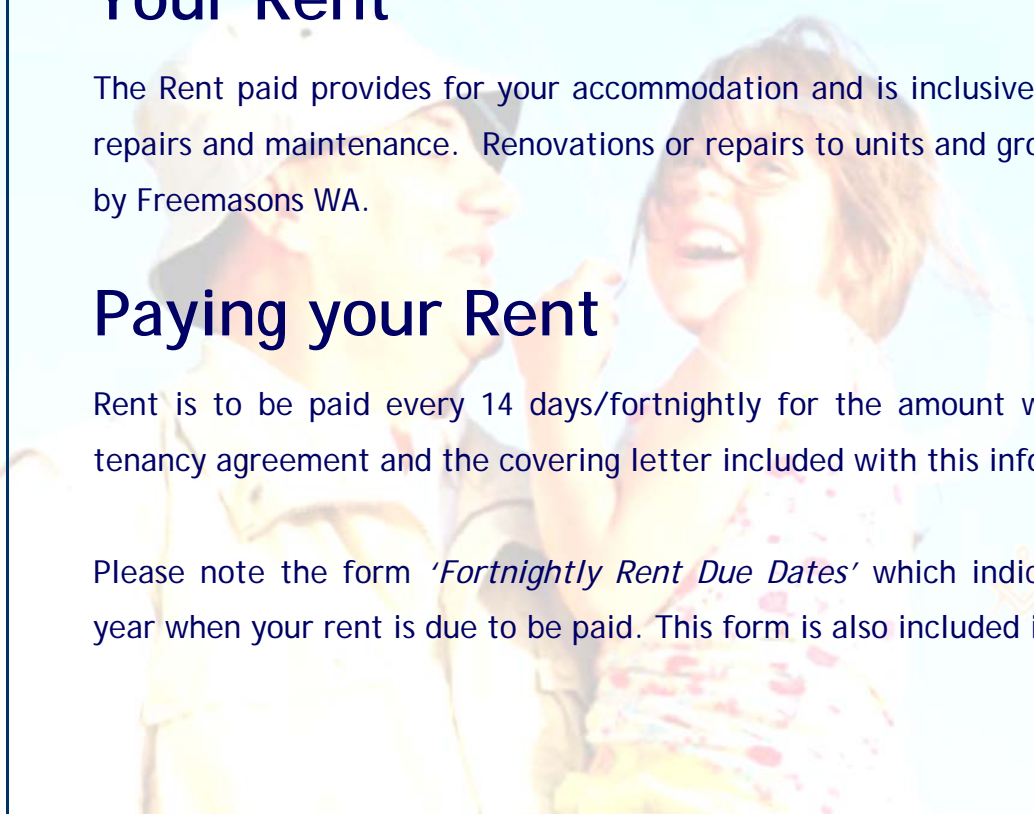 Your Rent
The Rent paid provides for your accommodation and is inclusive
repairs and maintenance. Renovations or repairs to units and
by Freemasons WA.
Paying your Rent
Rent is to be paid every 14 days/fortnightly for the amount
tenancy agreement and the covering letter included with this
Please note the form ‘Fortnightly Rent Due Dates’ which
year when your rent is due to be paid. This form is also included